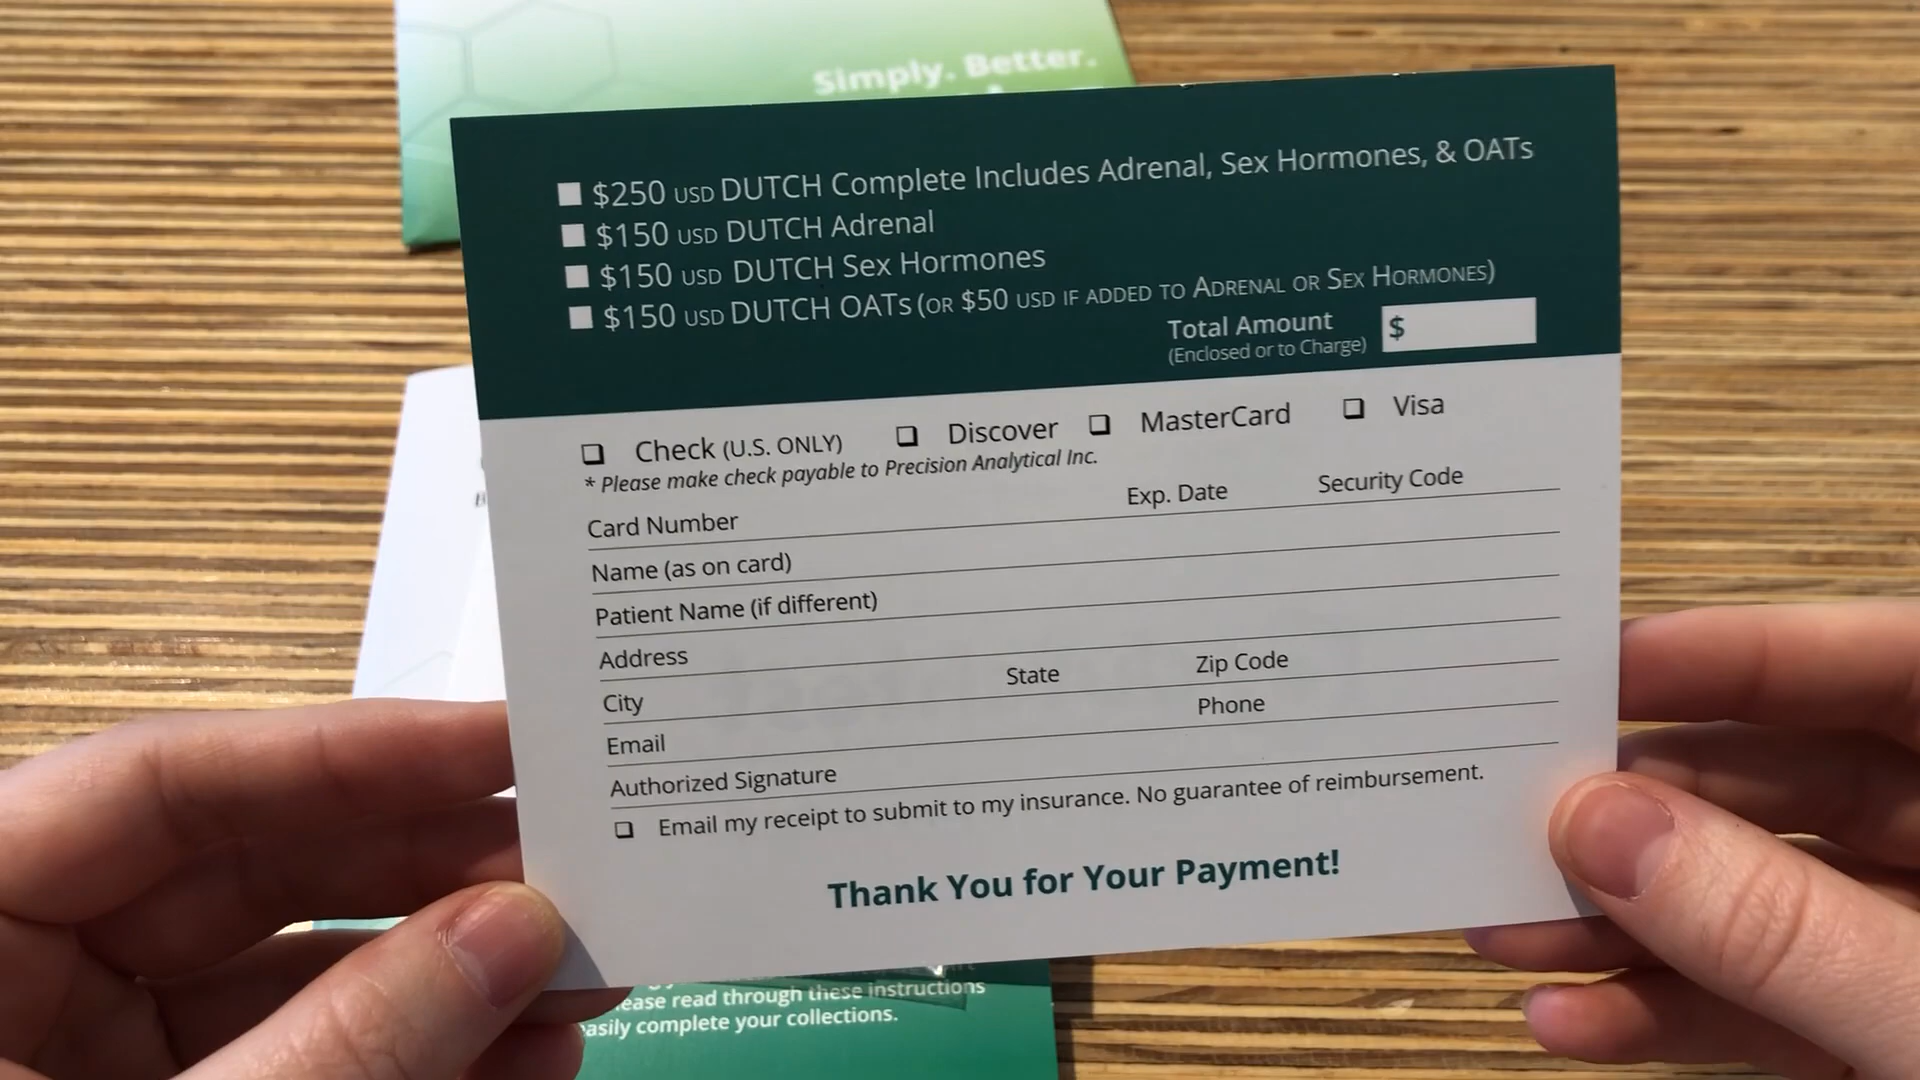 Simply. Better.
$250 USD DUTCH Complete Includes Adrenal, Sex Hormones, & OATs
$150 USD DUTCH Adrenal
$150 USD DUTCH Sex Hormones
$150 USD DUTCH OATs (OR $50 USD IF ADDED TO ADRENAL OR SEX HORMONES)
Total Amount $
(Enclosed or to Charge)
Check (U.S. ONLY) Discover MasterCard Visa
* Please make check payable to Precision Analytical Inc.
Card Number Exp. Date Security Code
Name (as on card)
Patient Name (if different)
Address
City State Zip Code
Email Phone
Authorized Signature
Email my receipt to submit to my insurance. No guarantee of reimbursement.
Thank You for Your Payment!
read through these instructions
complete your collections.